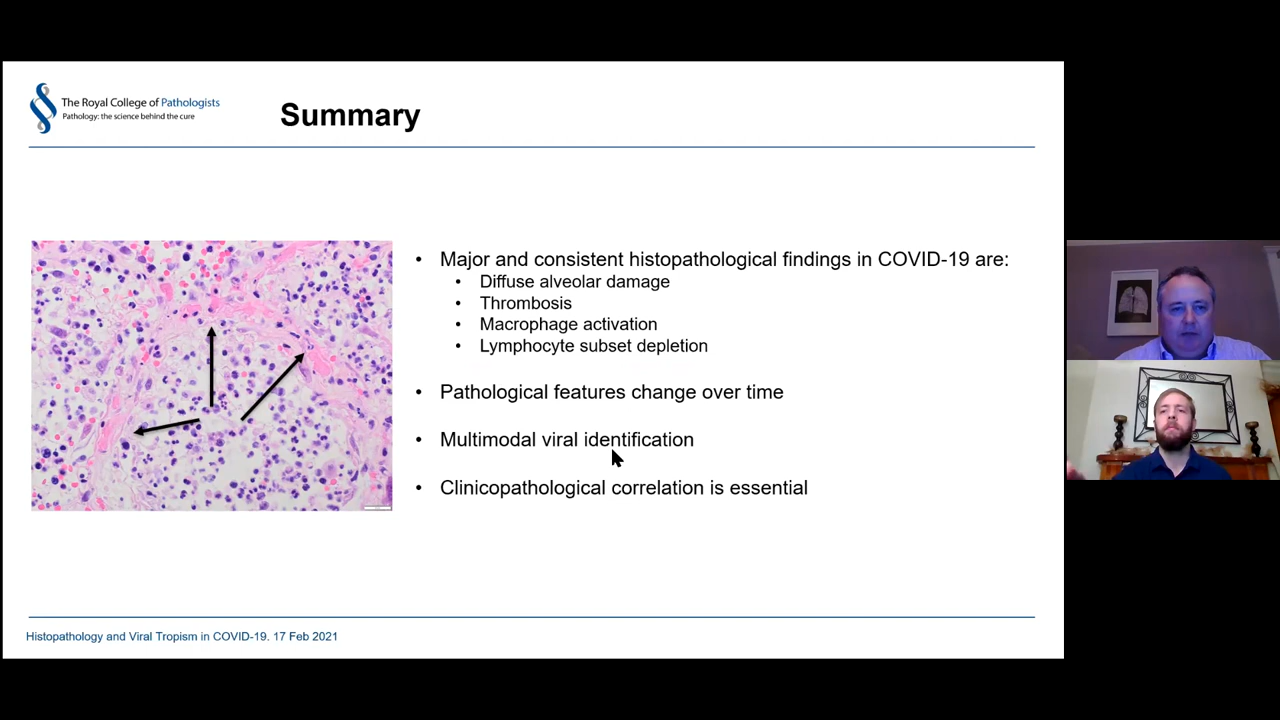 The Royal College of Pathologists
Pathology: the science behind the cure
Summary
• Major and consistent histopathological findings in COVID-19 are:
• Diffuse alveolar damage
• Thrombosis
• Macrophage activation
• Lymphocyte subset depletion
• Pathological features change over time
• Multimodal viral identification
• Clinicopathological correlation is essential
Histopathology and Viral Tropism in COVID-19. 17 Feb 2021